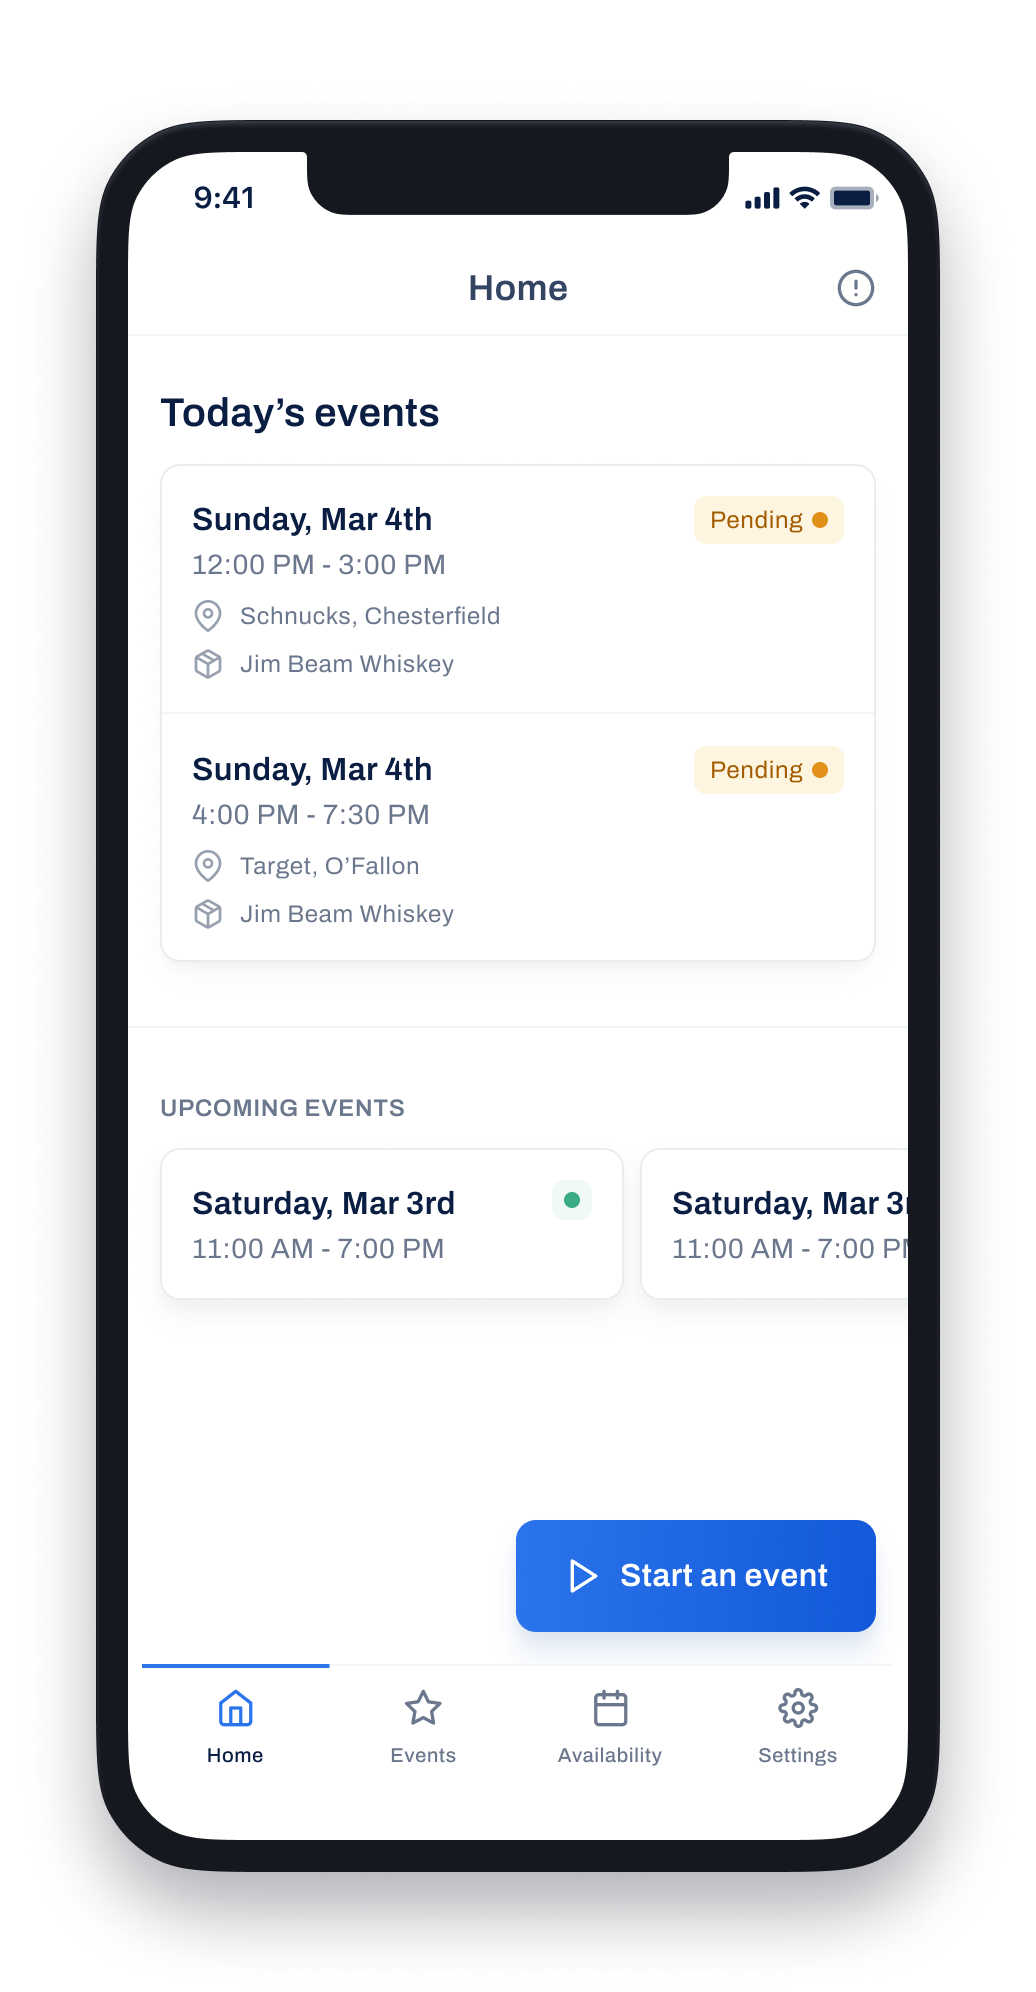 9:41
Home
Today’s events
Sunday, Mar 4th
Pending
12:00 PM - 3:00 PM
Schnucks, Chesterfield
Jim Beam Whiskey
Sunday, Mar 4th
Pending
4:00 PM - 7:30 PM
Target, O’Fallon
Jim Beam Whiskey
UPCOMING EVENTS
Saturday, Mar 3rd
11:00 AM - 7:00 PM
Saturday, Mar 3r
11:00 AM - 7:00 PM
Start an event
Home
Events
Availability
Settings